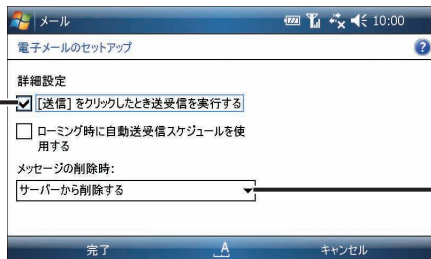 メール 10:00
電子メールのセットアップ
詳細設定
[送信] をクリックしたとき送受信を実行する
ローミング時に自動送受信スケジュールを使
用する
メッセージの削除時:
サーバーから削除する
完了 A キャンセル